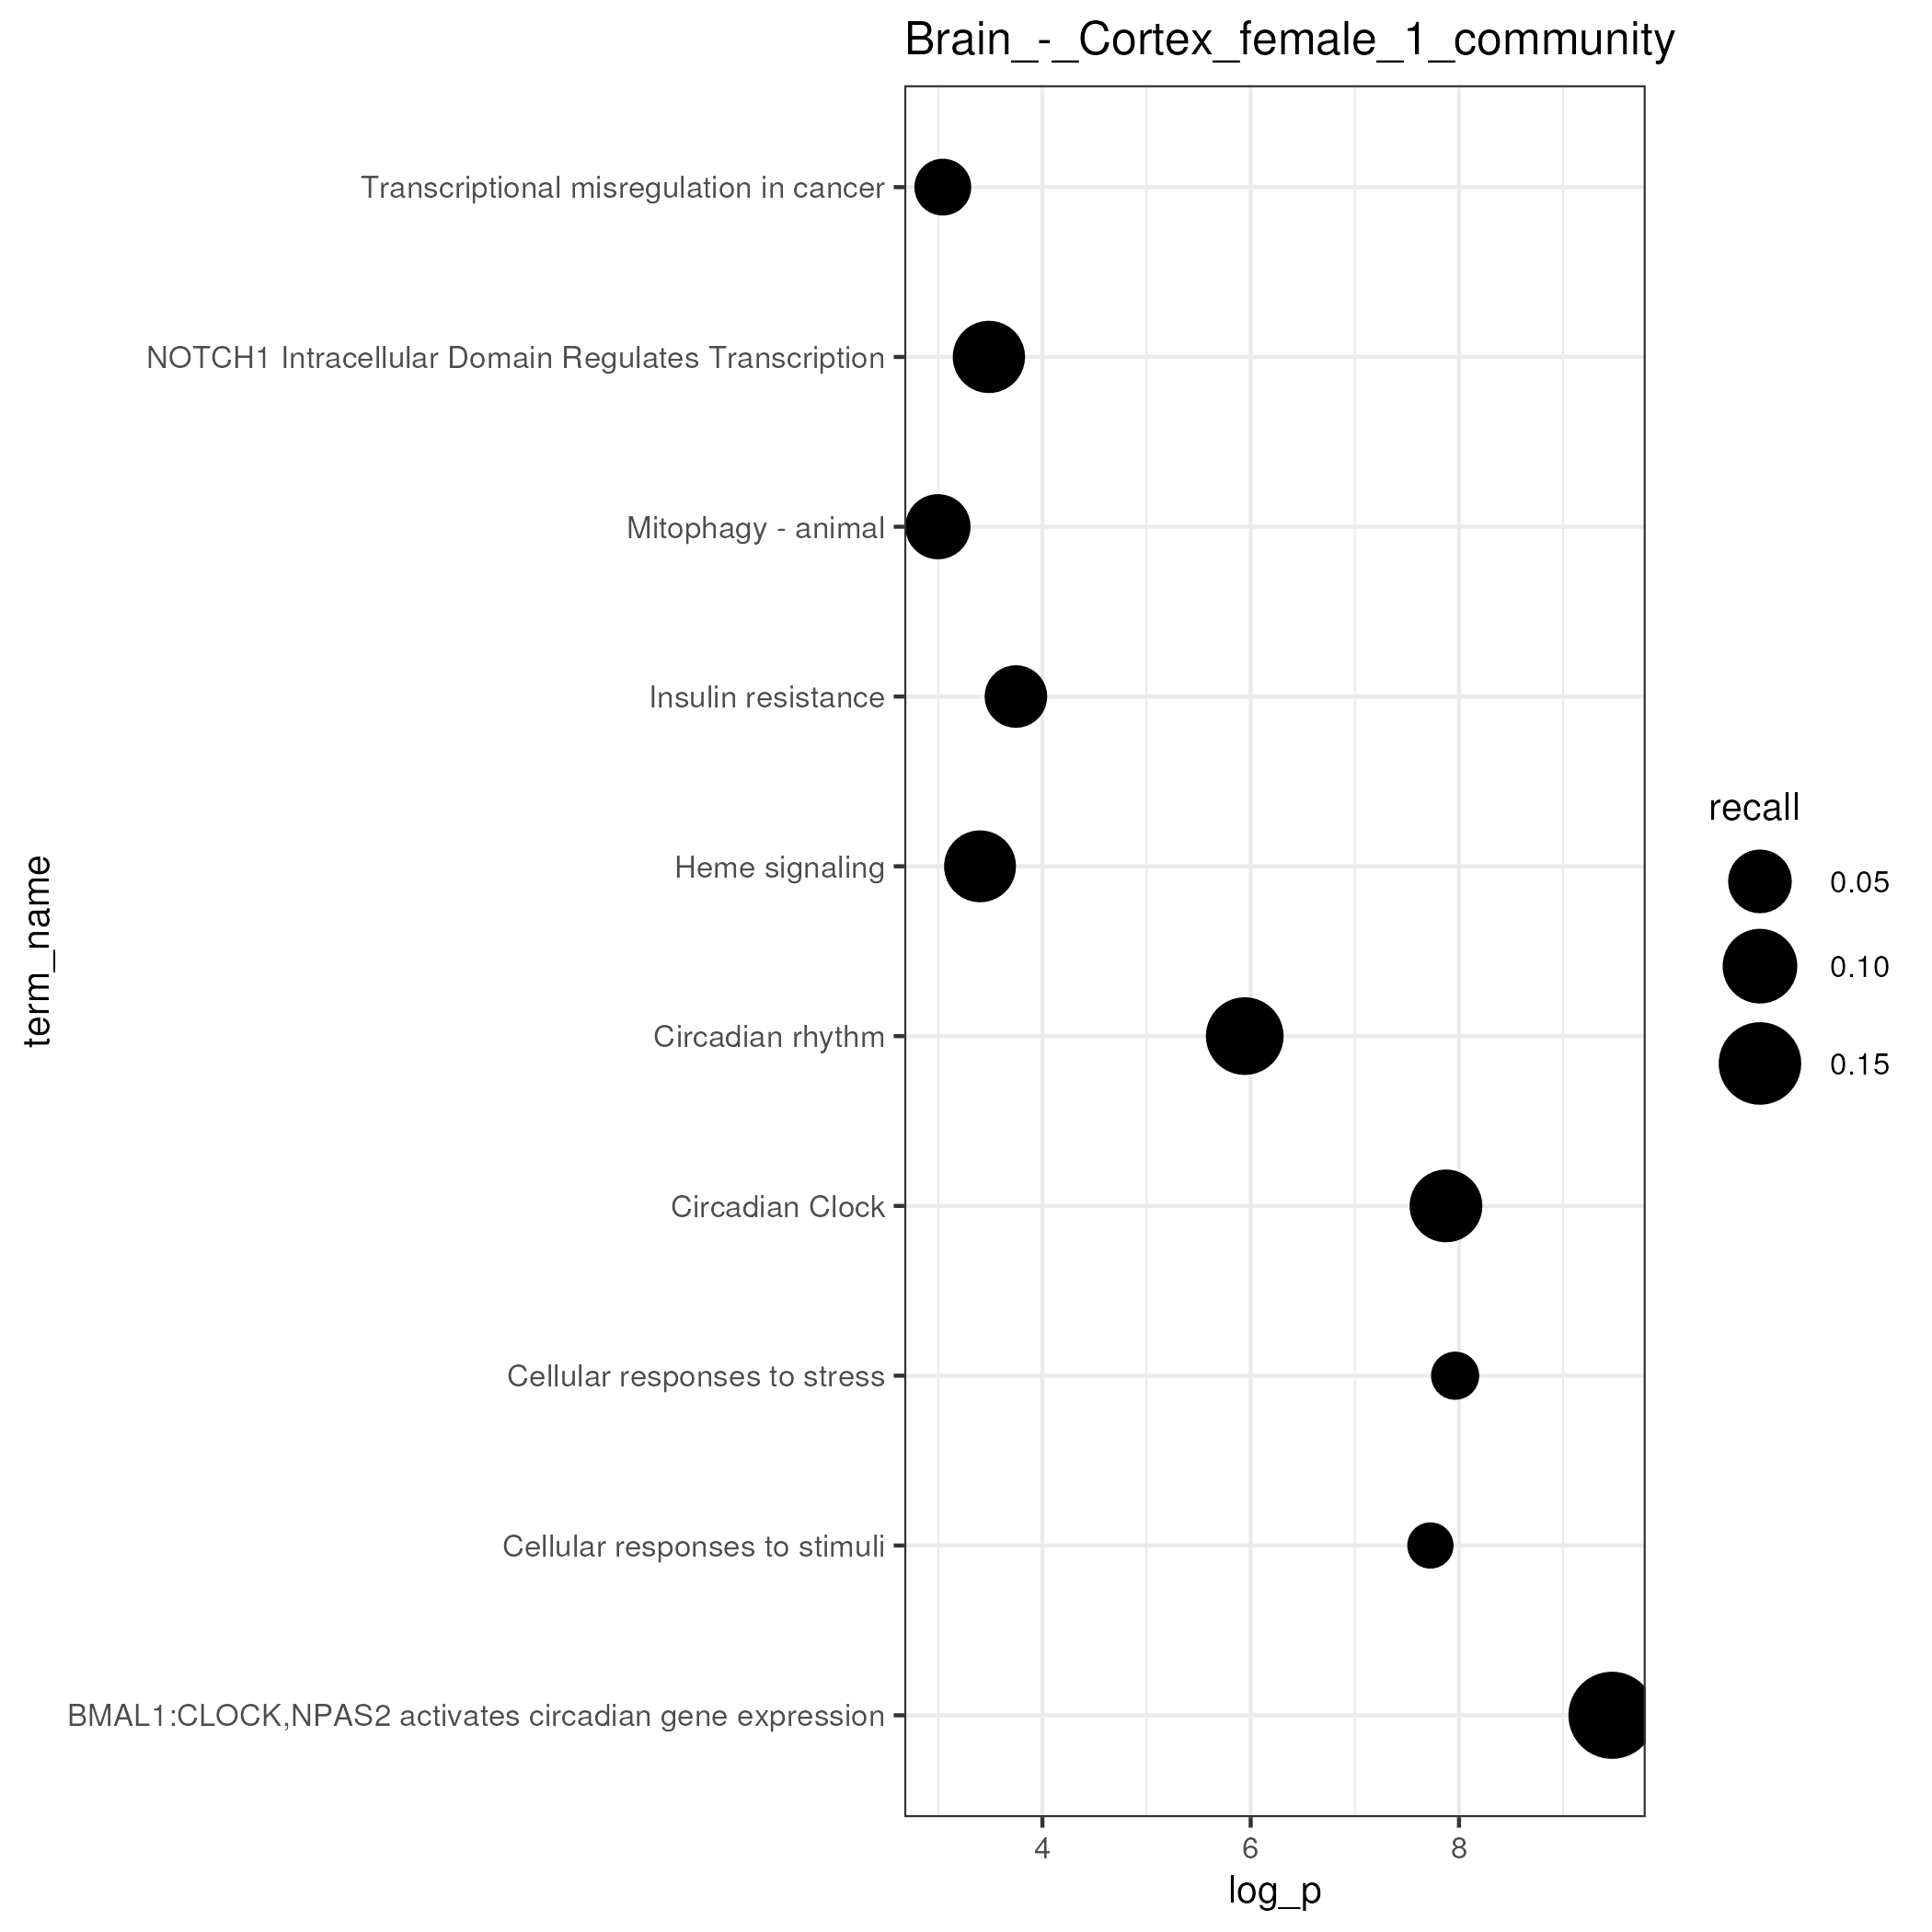 Brain_-_Cortex_female_1_community
Transcriptional misregulation in cancer
NOTCH1 Intracellular Domain Regulates Transcription
Mitophagy - animal
Insulin resistance
Heme signaling
Circadian rhythm
Circadian Clock
Cellular responses to stress
Cellular responses to stimuli
BMAL1:CLOCK,NPAS2 activates circadian gene expression
term_name
4 6 8
log_p
recall
0.05
0.10
0.15